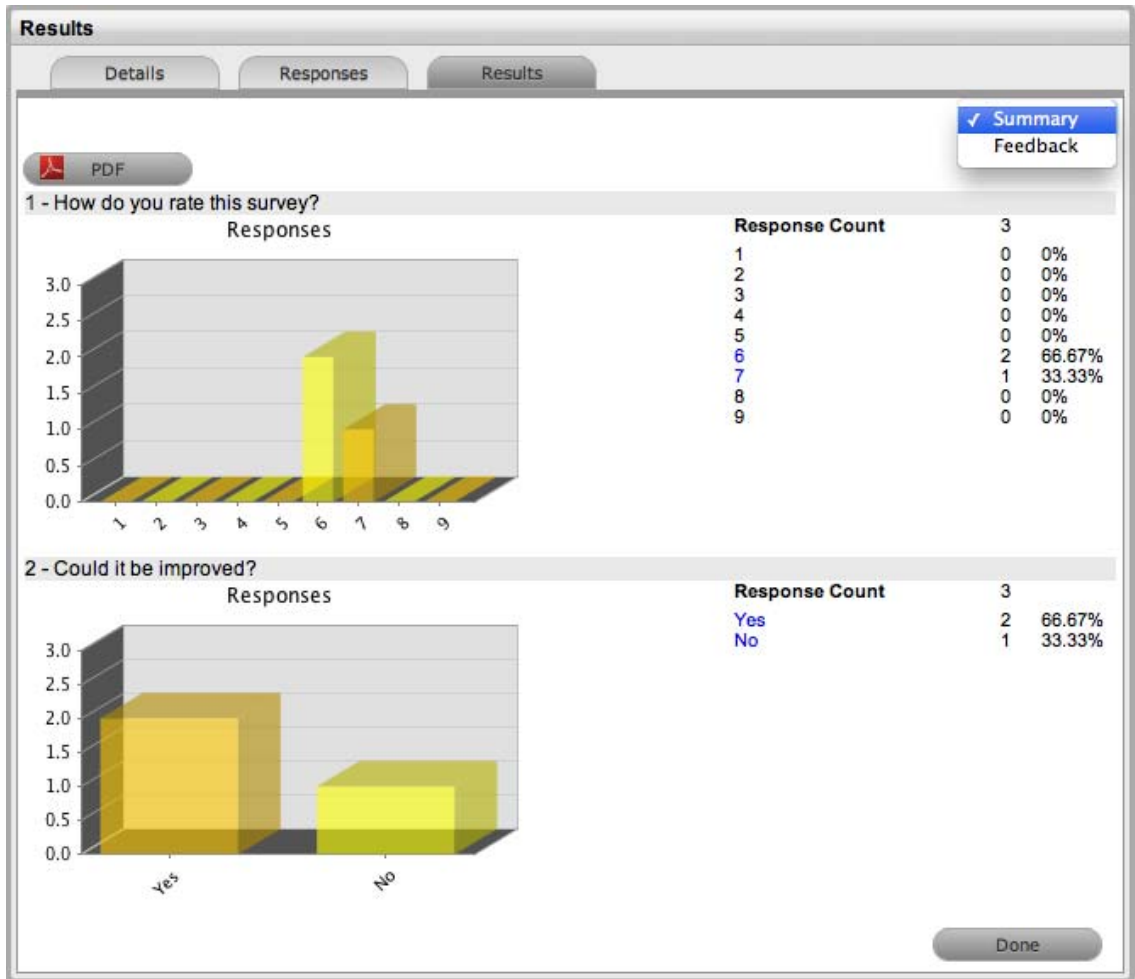 Results
Details Responses Results
✓ Summary
Feedback
PDF
1 - How do you rate this survey?
Responses
3.0
2.5
2.0
1.5
1.0
0.5
0.0
1 2 3 4 5 6 7 8 9
Response Count 3
1 0 0%
2 0 0%
3 0 0%
4 0 0%
5 0 0%
6 2 66.67%
7 1 33.33%
8 0 0%
9 0 0%
2 - Could it be improved?
Responses
3.0
2.5
2.0
1.5
1.0
0.5
0.0
Yes No
Response Count 3
Yes 2 66.67%
No 1 33.33%
Done